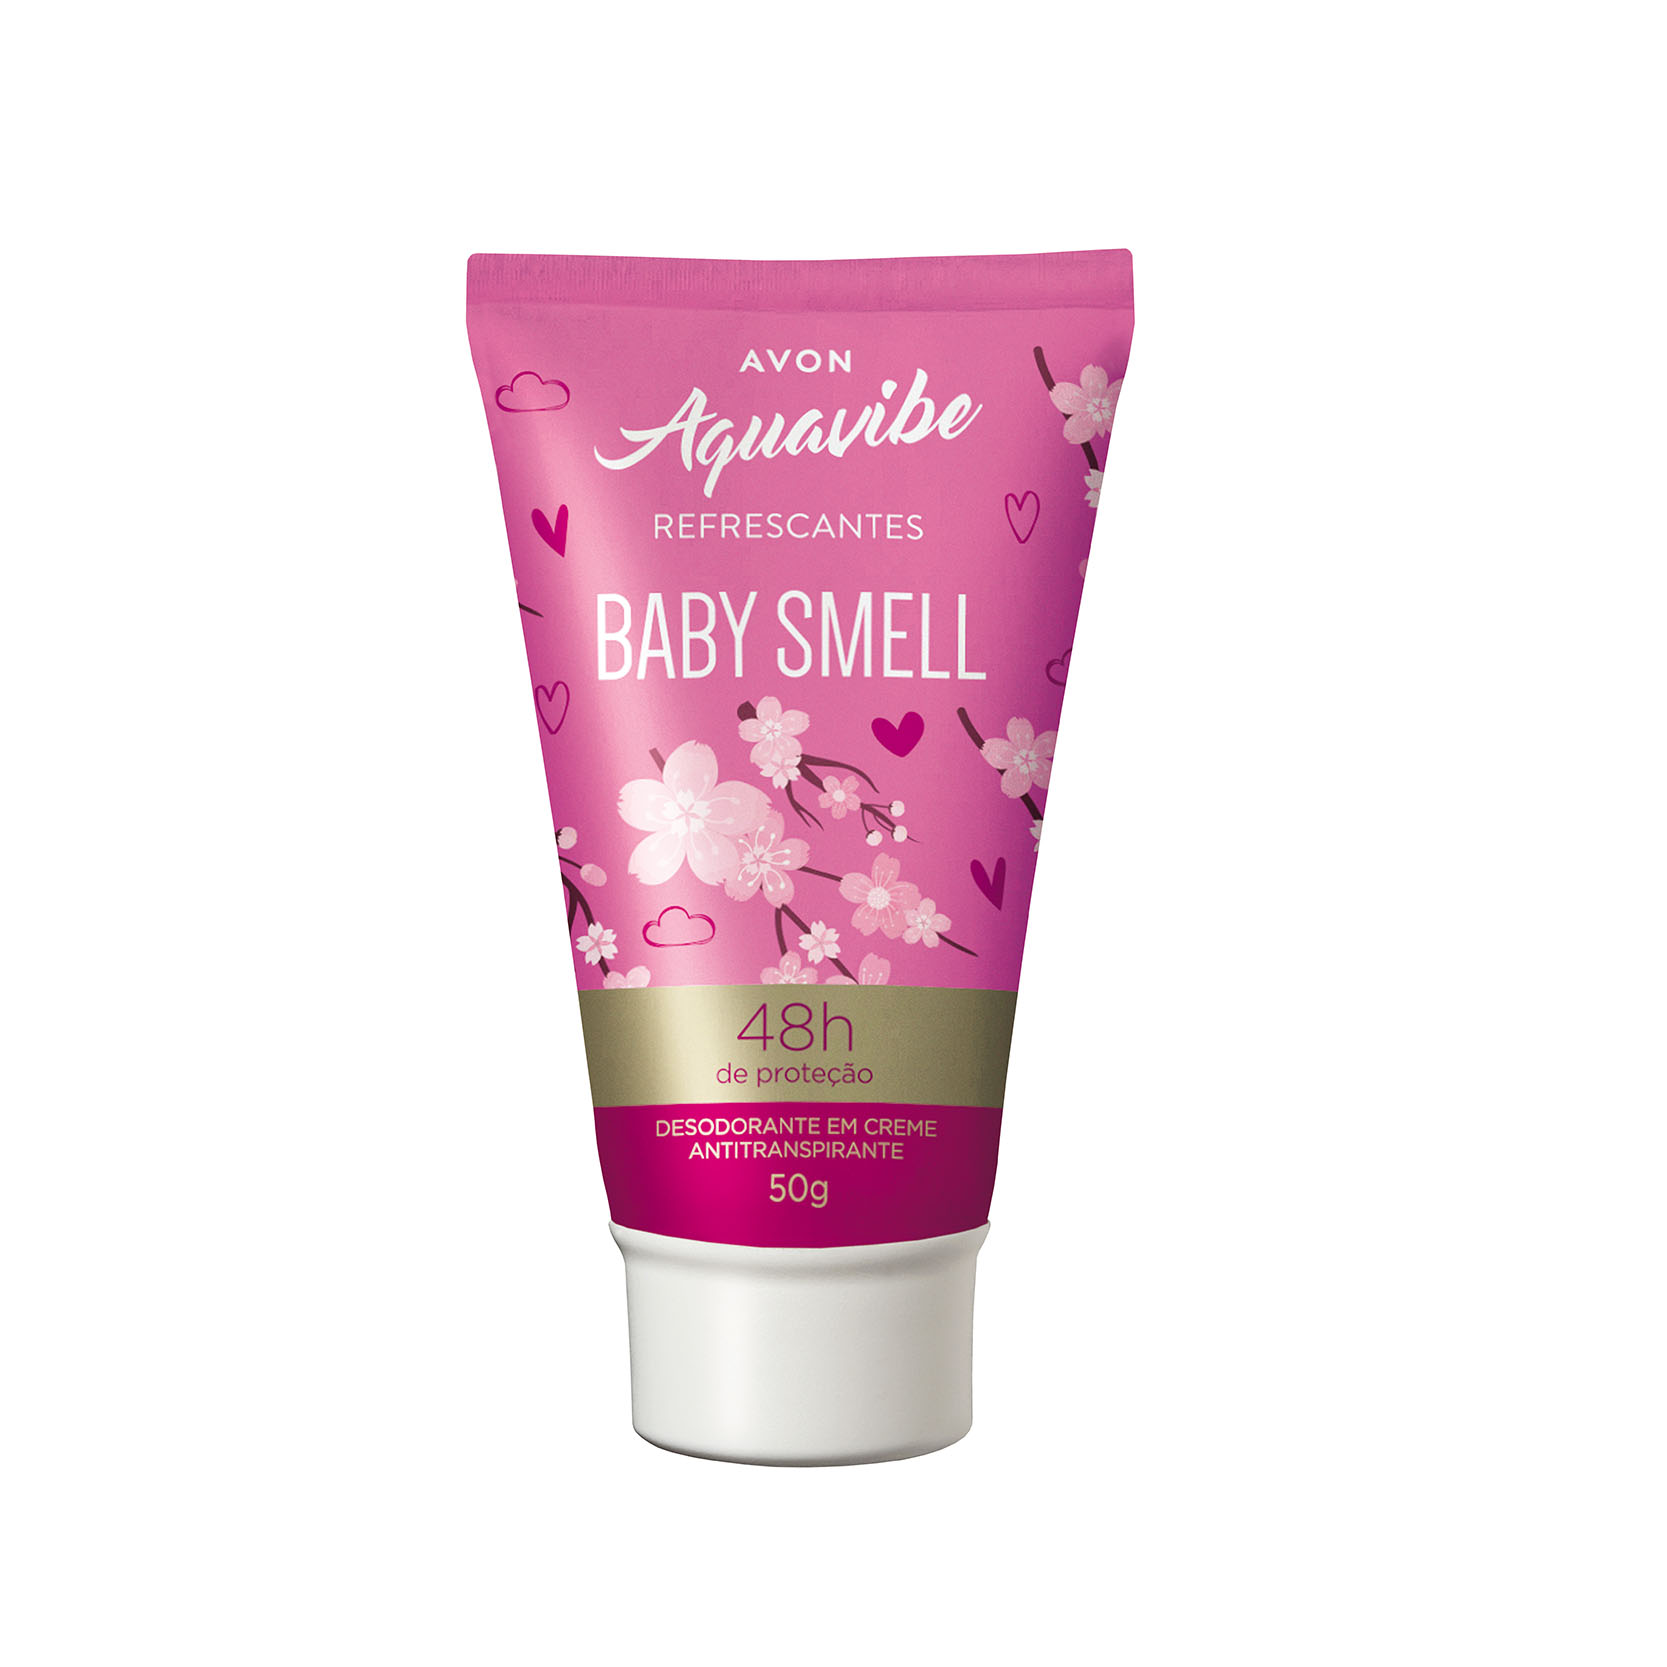 AVON
Aquavibe
REFRESCANTES
BABY SMELL
48h
de proteção
DESODORANTE EM CREME
ANTITRANSPIRANTE
50g